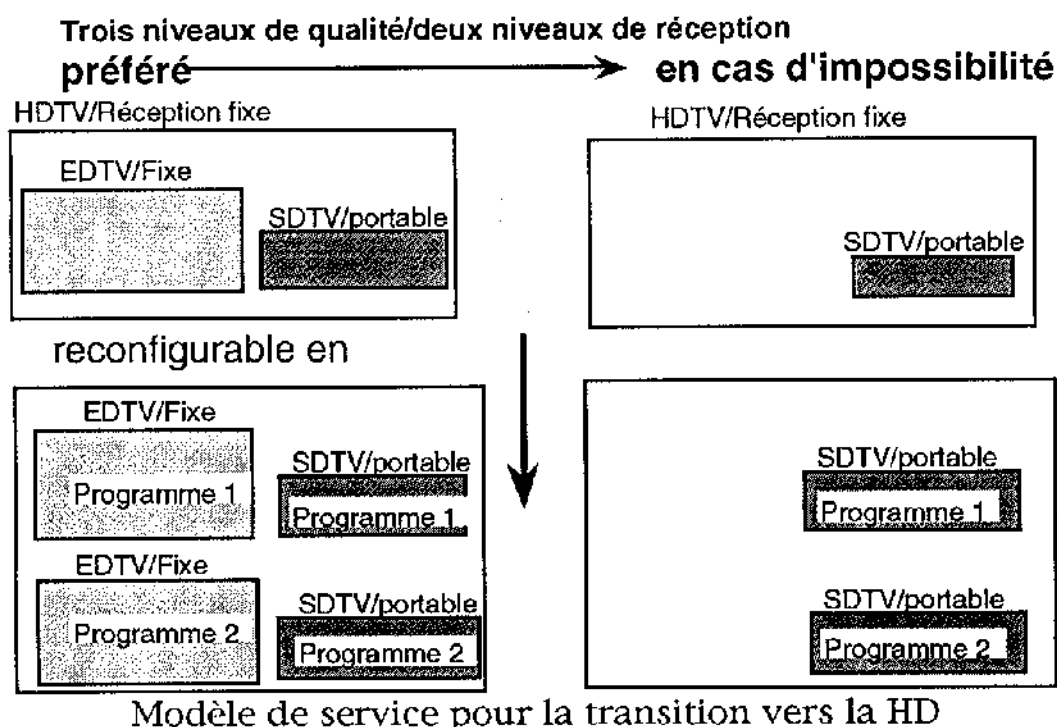 Trois niveaux de qualité/deux niveaux de réception
préféré en cas d'impossibilité
HDTV/Réception fixe
EDTV/Fixe
SDTV/portable
HDTV/Réception fixe
SDTV/portable
reconfigurable en
EDTV/Fixe
Programme 1
SDTV/portable
Programme 1
EDTV/Fixe
Programme 2
SDTV/portable
Programme 2
SDTV/portable
Programme 1
SDTV/portable
Programme 2
Modèle de service pour la transition vers la HD